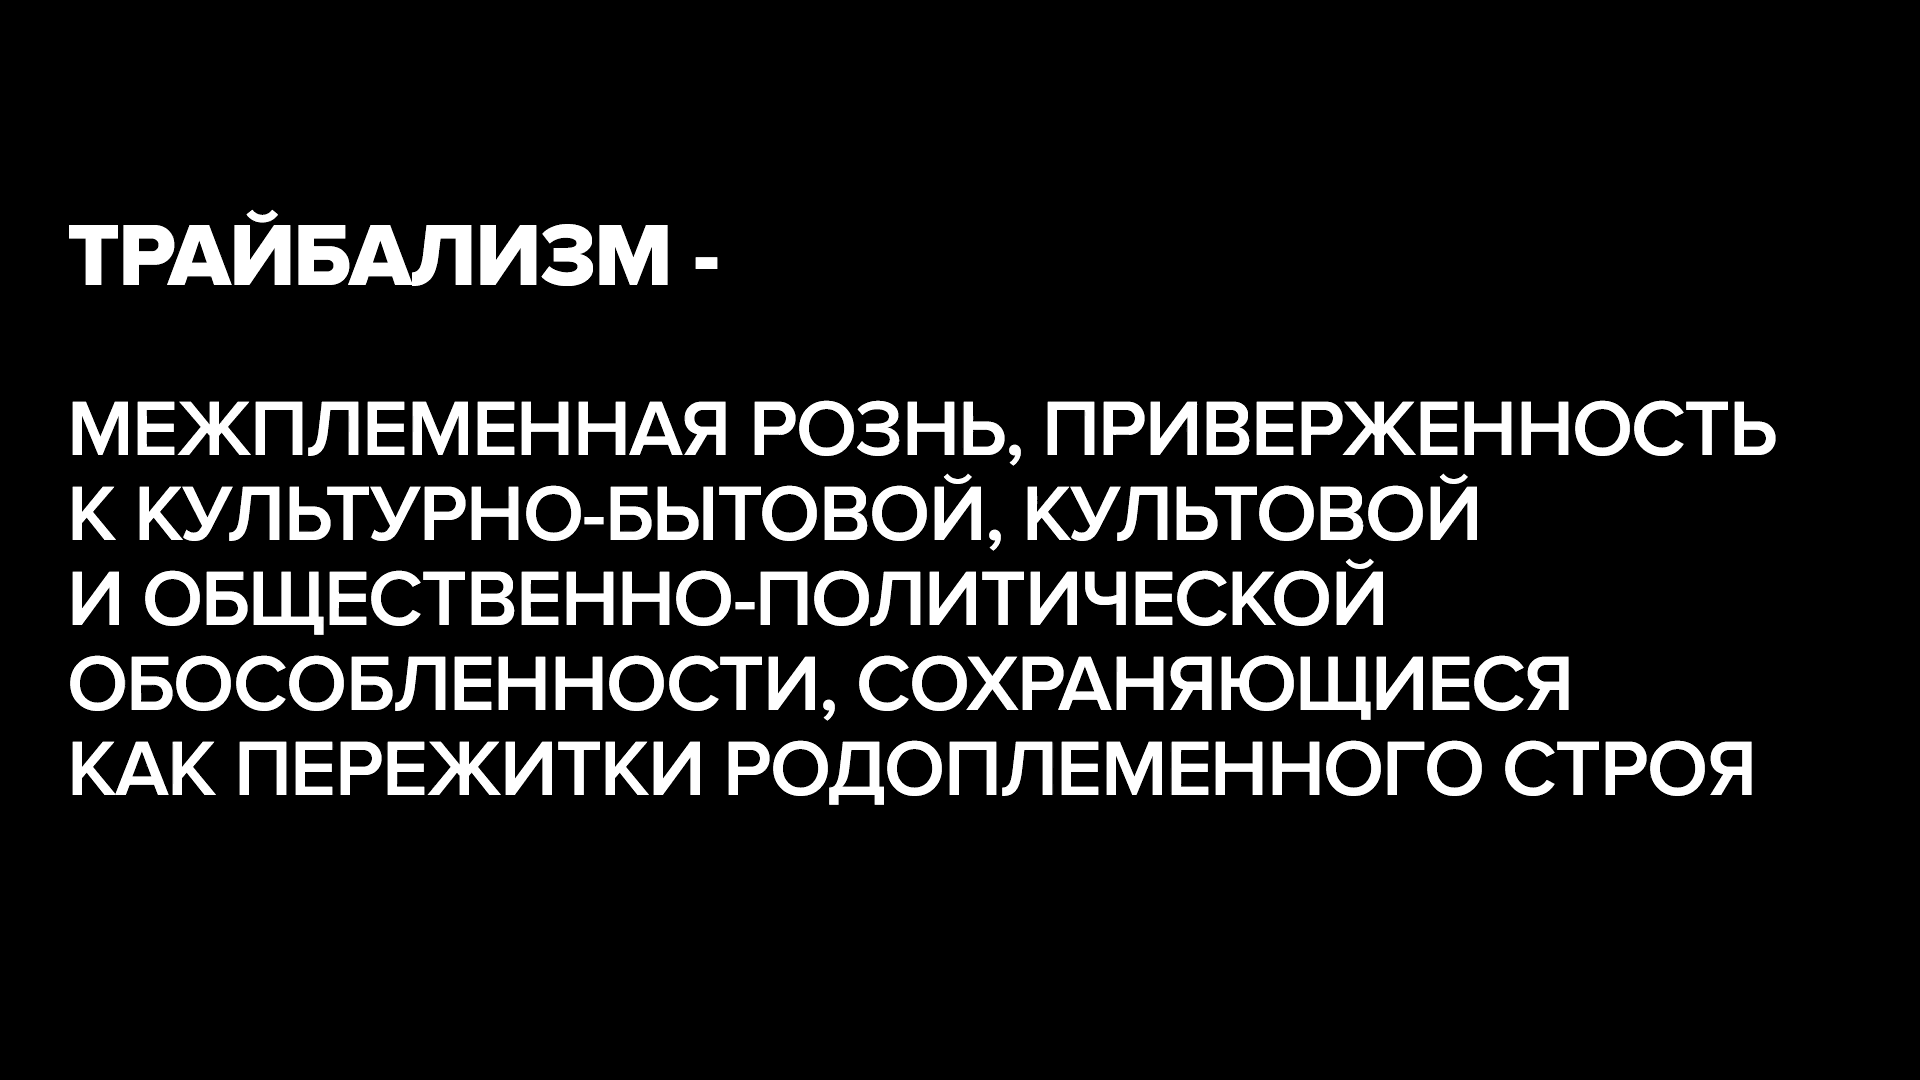 ТРАЙБАЛИЗМ -
МЕЖПЛЕМЕННАЯ РОЗНЬ, ПРИВЕРЖЕННОСТЬ
К КУЛЬТУРНО-БЫТОВОЙ, КУЛЬТОВОЙ
И ОБЩЕСТВЕННО-ПОЛИТИЧЕСКОЙ
ОБОСОБЛЕННОСТИ, СОХРАНЯЮЩИЕСЯ
КАК ПЕРЕЖИТКИ РОДОПЛЕМЕННОГО СТРОЯ